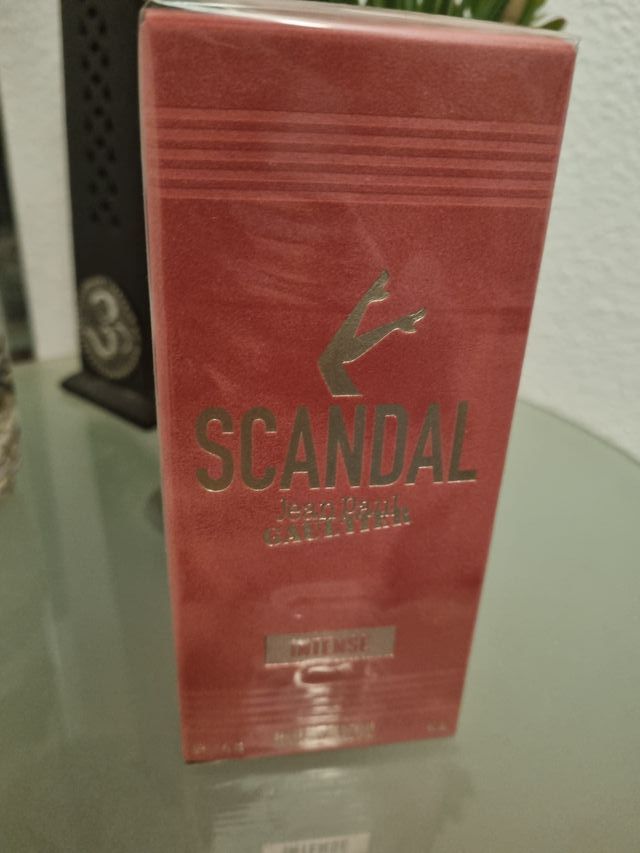 SCANDAL
Jean Paul
GAULTIER
INTENSE